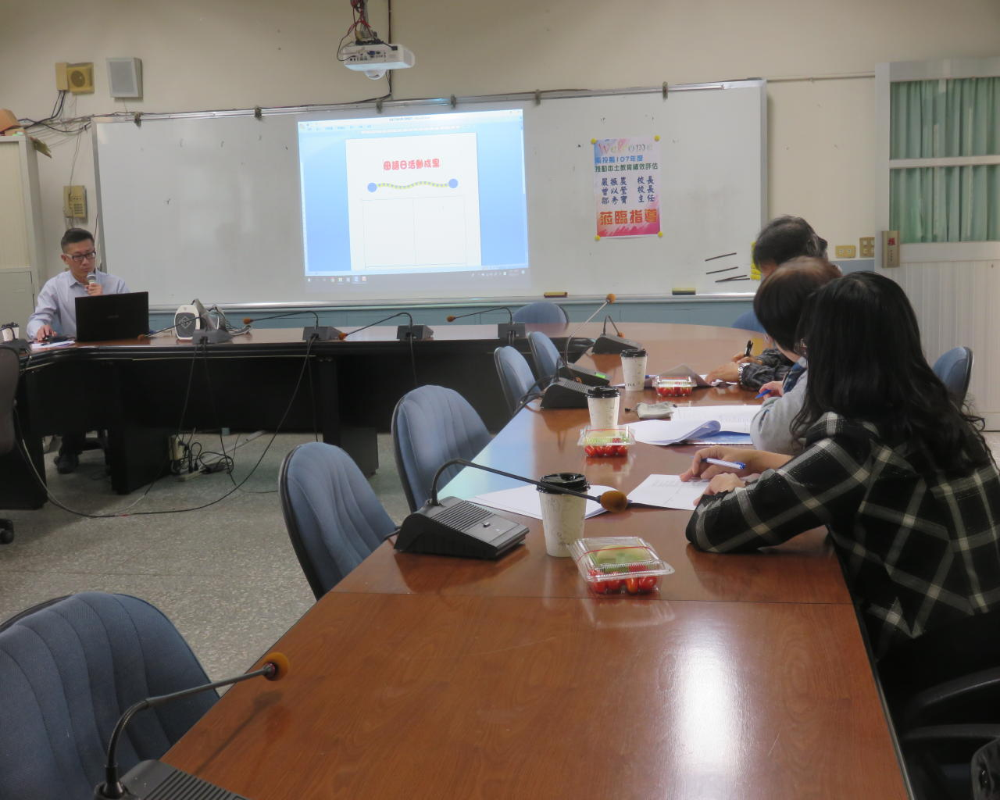 母語日活動成果
Welcome
南投縣107年度
推動本土教育績效評估
嚴振農 校長
曾以瑩 校長
鄒秀寶 主任
蒞臨指導